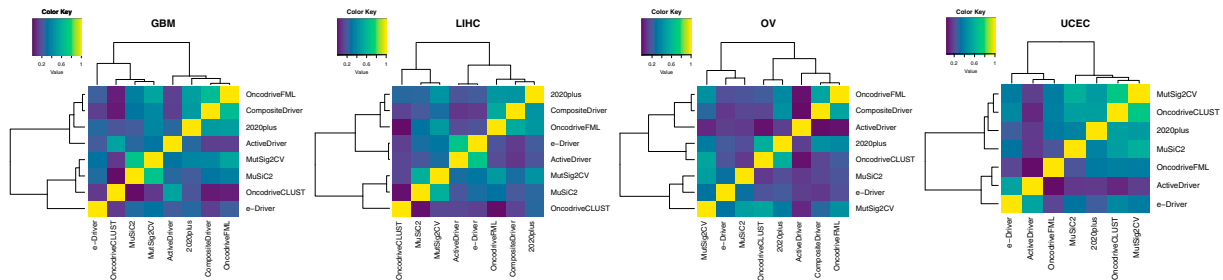 Color Key
0.2
0.6
1
Value
GBM
OncodriveFML
CompositeDriver
2020plus
ActiveDriver
MutSig2CV
MuSiC2
OncodriveCLUST
e-Driver
e-Driver
OncodriveCLUST
MuSiC2
MutSig2CV
ActiveDriver
2020plus
CompositeDriver
OncodriveFML
Color Key
0.2
0.6
1
Value
LIHC
2020plus
CompositeDriver
OncodriveFML
e-Driver
ActiveDriver
MutSig2CV
MuSiC2
OncodriveCLUST
OncodriveCLUST
MuSiC2
MutSig2CV
ActiveDriver
e-Driver
OncodriveFML
CompositeDriver
2020plus
Color Key
0.2
0.6
1
Value
OV
OncodriveFML
CompositeDriver
ActiveDriver
2020plus
OncodriveCLUST
MuSiC2
e-Driver
MutSig2CV
MutSig2CV
e-Driver
MuSiC2
OncodriveCLUST
2020plus
ActiveDriver
CompositeDriver
OncodriveFML
Color Key
0.2
0.6
1
Value
UCEC
MutSig2CV
OncodriveCLUST
2020plus
MuSiC2
OncodriveFML
ActiveDriver
e-Driver
e-Driver
ActiveDriver
OncodriveFML
MuSiC2
2020plus
OncodriveCLUST
MutSig2CV